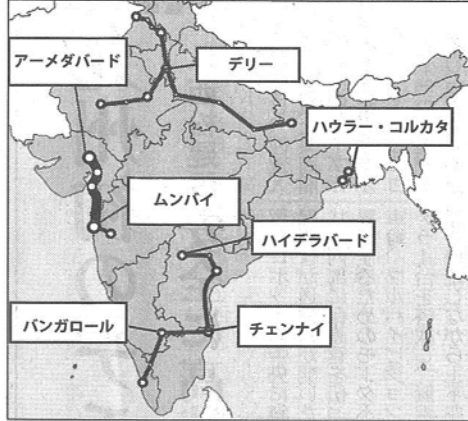 アーメダバード
デリー
ハウラー・コルカタ
ムンバイ
ハイデラバード
バンガロール
チェンナイ